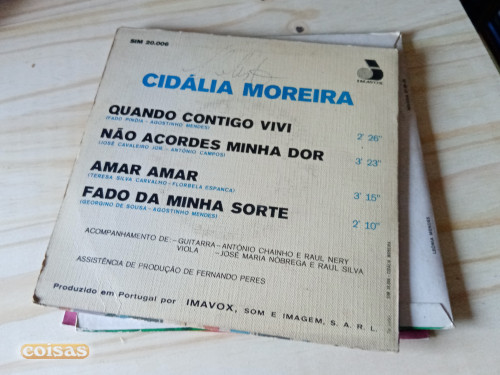 SIM 20.006
CIDÁLIA MOREIRA
QUANDO CONTIGO VIVI 2' 26"
(FADO PINOIA - AGOSTINHO MENDES)
NÃO ACORDES MINHA DOR 3' 23"
(JOSÉ CAVALEIRO JÚN. - ANTÓNIO CAMPOS)
AMAR AMAR 3' 15"
(TERESA SILVA CARVALHO - FLORBELA ESPANCA)
FADO DA MINHA SORTE 2' 10"
(GEORGINO DE SOUSA - AGOSTINHO MENDES)
ACOMPANHAMENTO DE: - GUITARRA - ANTÓNIO CHAINHO E RAUL NERY
VIOLA - JOSÉ MARIA NÓBREGA E RAUL SILVA
ASSISTÊNCIA DE PRODUÇÃO DE FERNANDO PERES
Produzido em Portugal por IMAVOX, SOM E IMAGEM, S. A. R. L.
coisas